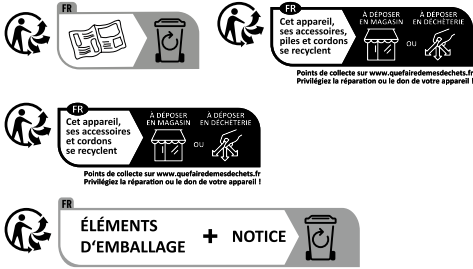 FR
FR
Cet appareil,
ses accessoires,
piles et cordons
se recyclent
À DÉPOSER
EN MAGASIN
OU
À DÉPOSER
EN DÉCHÈTERIE
Points de collecte sur www.quefairedemesdechets.fr
Privilégiez la réparation ou le don de votre appareil !
FR
Cet appareil,
ses accessoires
et cordons
se recyclent
À DÉPOSER
EN MAGASIN
OU
À DÉPOSER
EN DÉCHÈTERIE
Points de collecte sur www.quefairedemesdechets.fr
Privilégiez la réparation ou le don de votre appareil !
FR
ÉLÉMENTS
D'EMBALLAGE
+
NOTICE